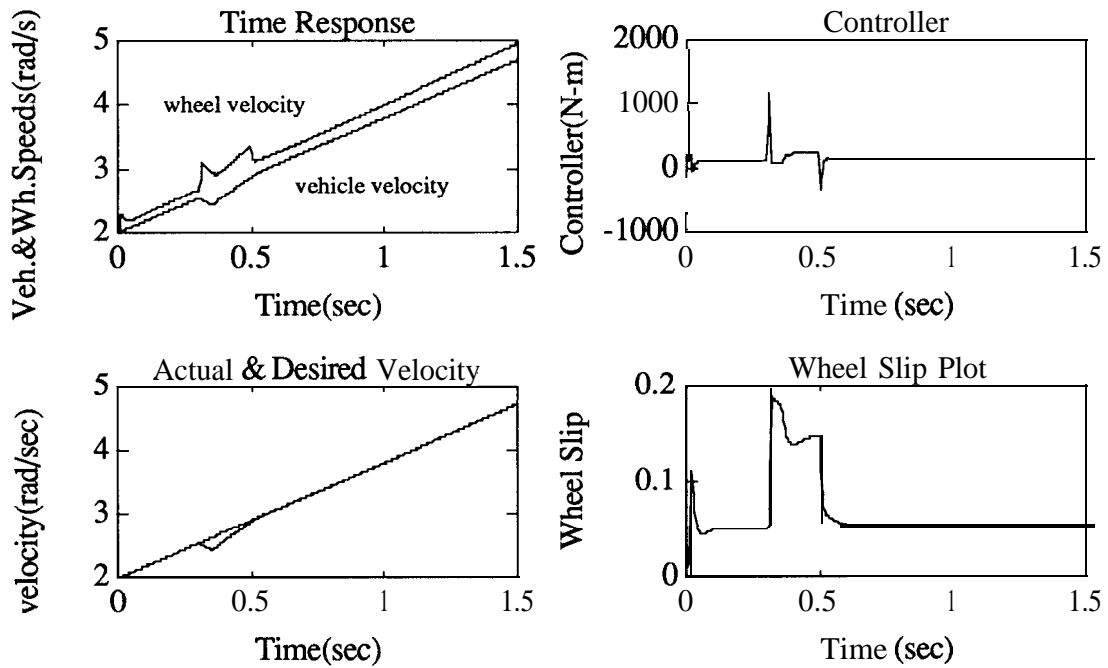 Time Response
Veh.&Wh.Speeds(rad/s)
5
4
3
2
wheel velocity
vehicle velocity
0
0.5
1
1.5
Time(sec)
Controller
Controller(N-m)
2000
1000
0
-1000
0
0.5
1
1.5
Time (sec)
Actual & Desired Velocity
velocity(rad/sec)
5
4
3
2
0
0.5
1
1.5
Time(sec)
Wheel Slip Plot
Wheel Slip
0.2
0.1
0
0
0.5
1
1.5
Time (sec)